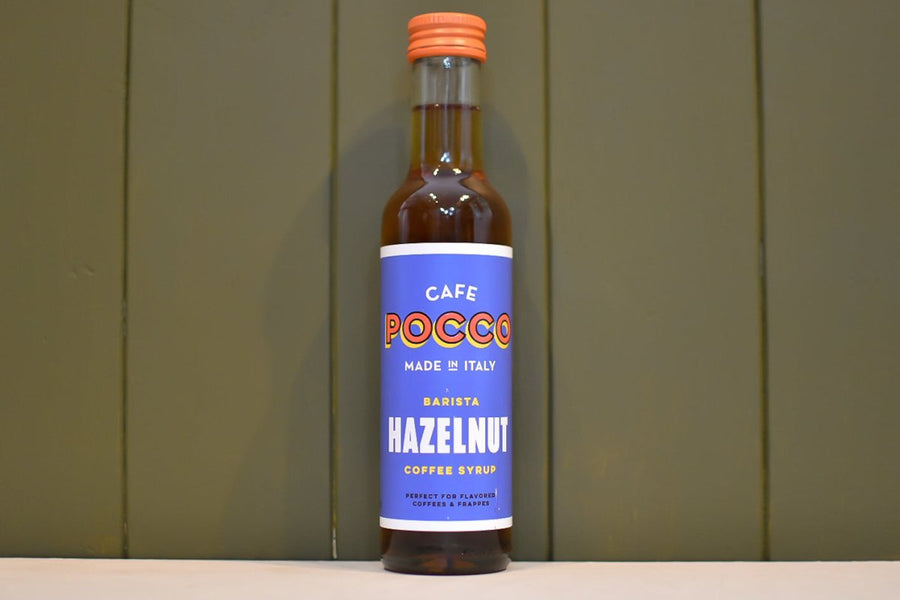 CAFE
POCCO
MADE IN ITALY
BARISTA
HAZELNUT
COFFEE SYRUP
PERFECT FOR FLAVORED
COFFEES & FRAPPES